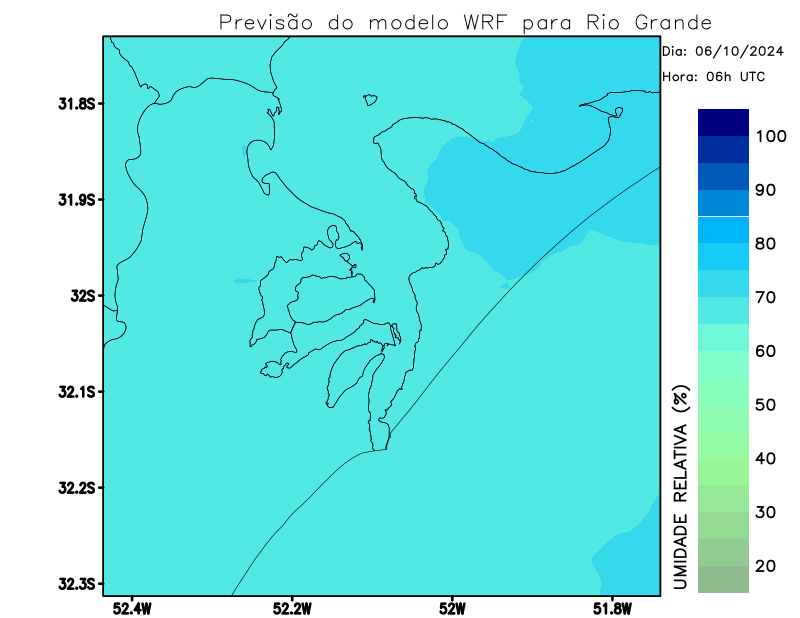 Previsão do modelo WRF para Rio Grande
Dia: 06/10/2024
Hora: 06h UTC
31.8S
31.9S
32S
32.1S
32.2S
32.3S
52.4W
52.2W
52W
51.8W
UMIDADE RELATIVA (%)
100
90
80
70
60
50
40
30
20